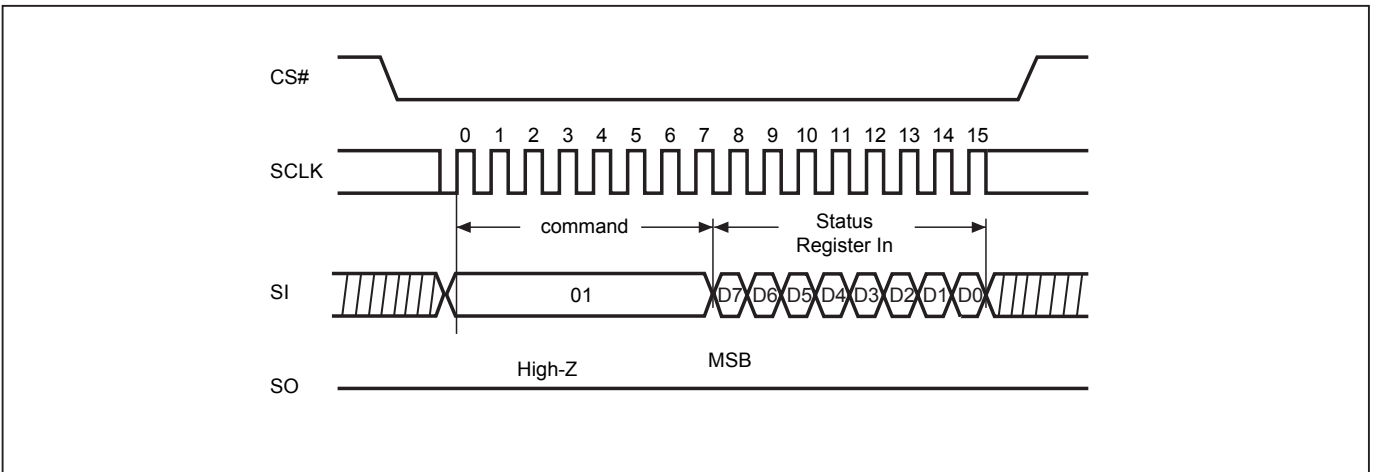 CS#
0 1 2 3 4 5 6 7 8 9 10 11 12 13 14 15
SCLK
command
Status
Register In
SI
01
D7 D6 D5 D4 D3 D2 D1 D0
High-Z
MSB
SO